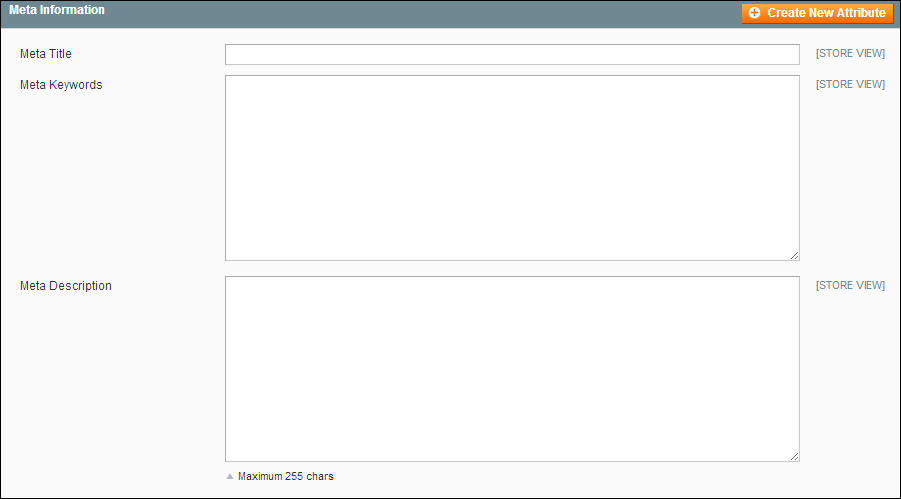 Meta Information
Create New Attribute
Meta Title
[STORE VIEW]
Meta Keywords
[STORE VIEW]
Meta Description
[STORE VIEW]
Maximum 255 chars